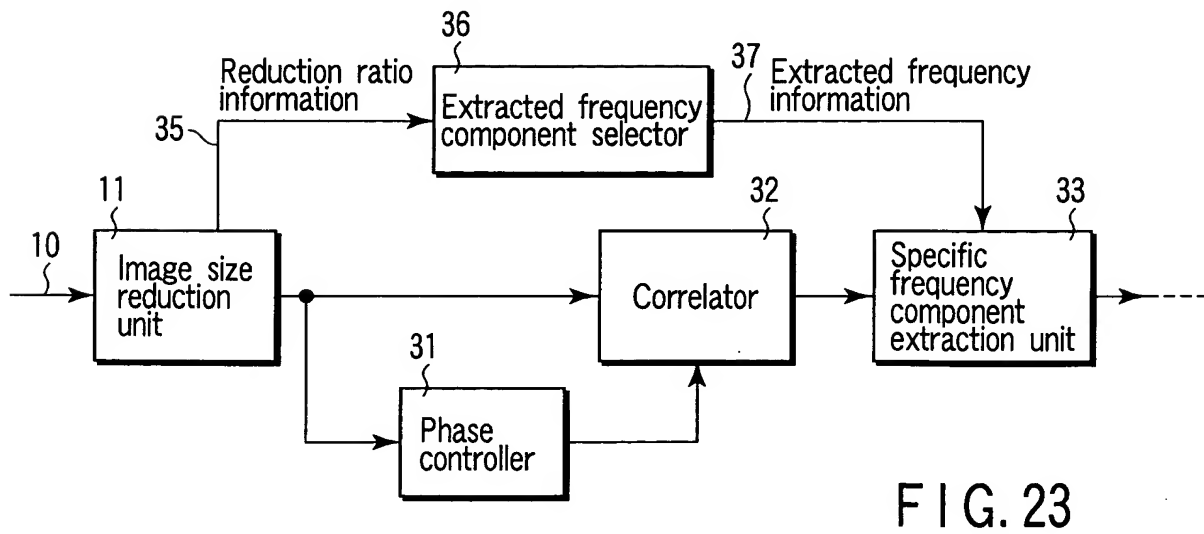 36
37
Reduction ratio
information
Extracted frequency
component selector
Extracted frequency
information
35
11
10
Image size
reduction
unit
32
Correlator
33
Specific
frequency
component
extraction unit
31
Phase
controller
FIG. 23